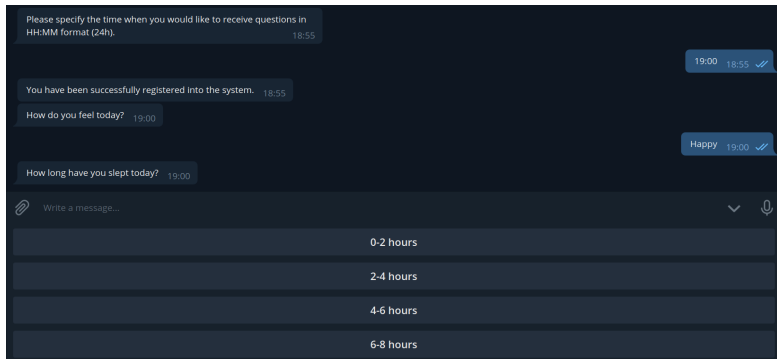 Please specify the time when you would like to receive questions in
HH:MM format (24h).
18:55
19:00
18:55
You have been successfully registered into the system.
18:55
How do you feel today?
19:00
Happy
19:00
How long have you slept today?
19:00
Write a message...
0-2 hours
2-4 hours
4-6 hours
6-8 hours